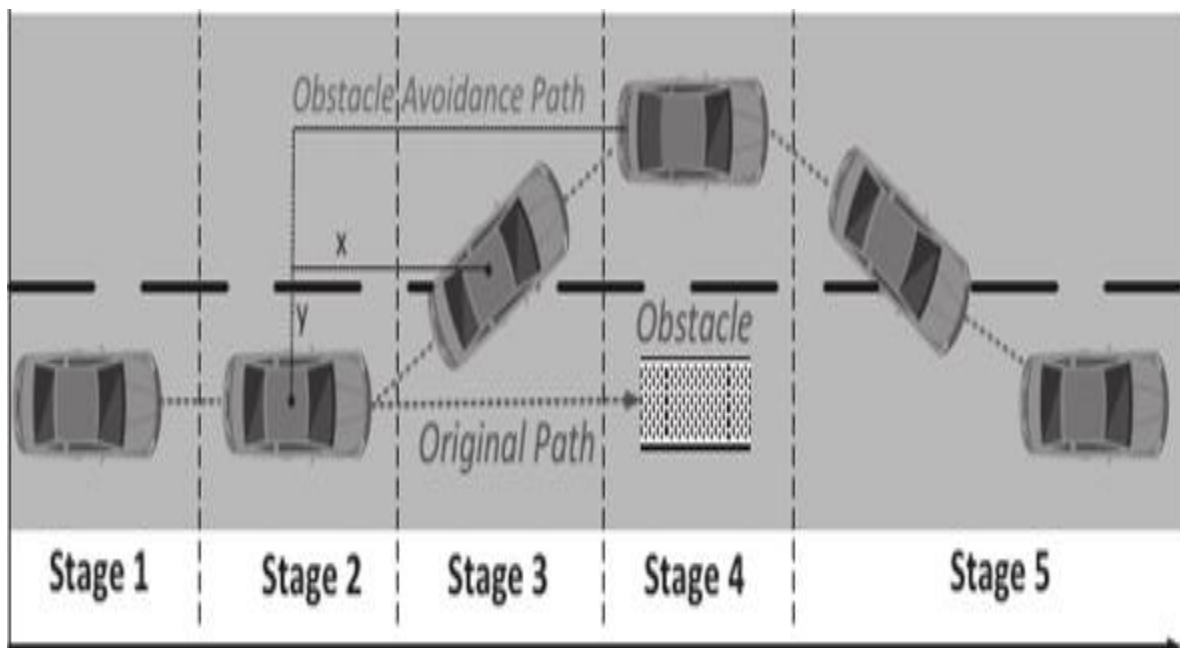 Obstacle Avoidance Path
x
y
Obstacle
Original Path
Stage 1
Stage 2
Stage 3
Stage 4
Stage 5